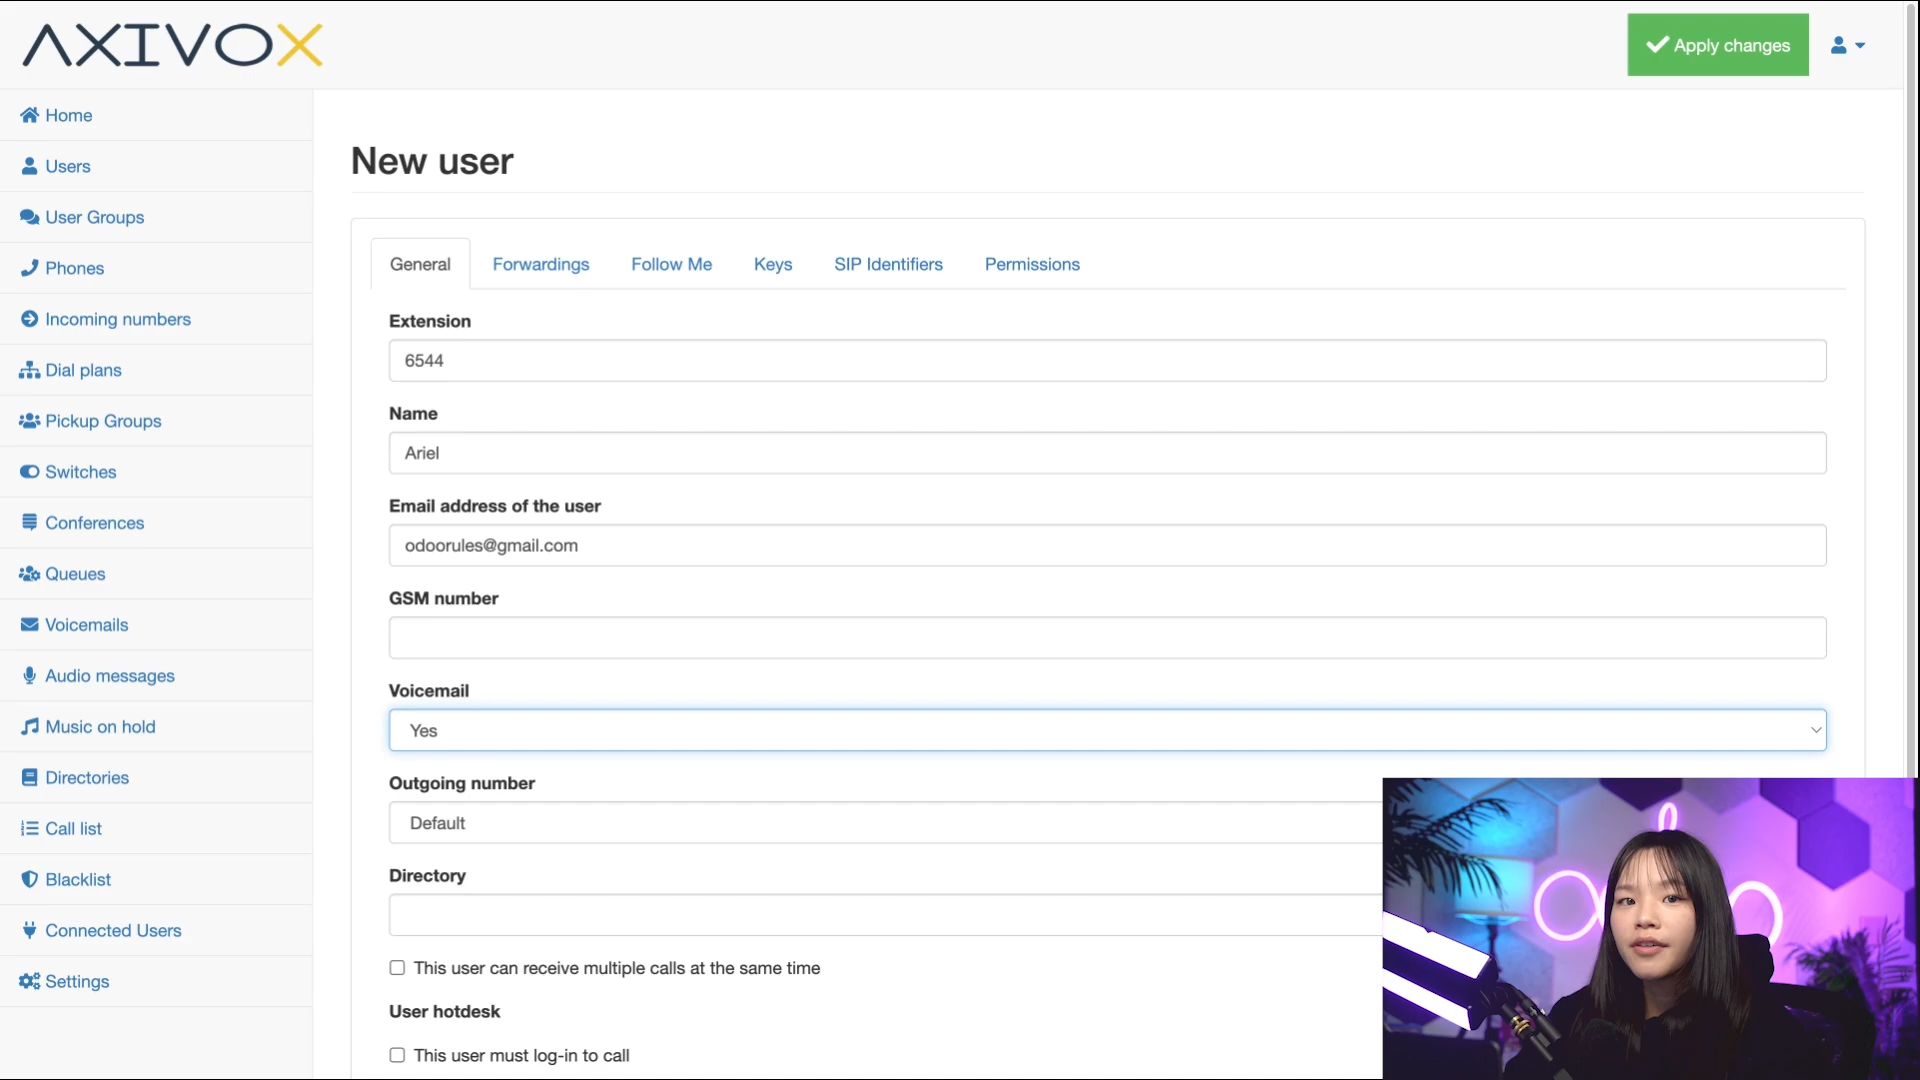 AXIVOX
Apply changes
Home
Users
User Groups
Phones
Incoming numbers
Dial plans
Pickup Groups
Switches
Conferences
Queues
Voicemails
Audio messages
Music on hold
Directories
Call list
Blacklist
Connected Users
Settings
New user
General
Forwardings
Follow Me
Keys
SIP Identifiers
Permissions
Extension
6544
Name
Ariel
Email address of the user
odoorules@gmail.com
GSM number
Voicemail
Yes
Outgoing number
Default
Directory
This user can receive multiple calls at the same time
User hotdesk
This user must log-in to call